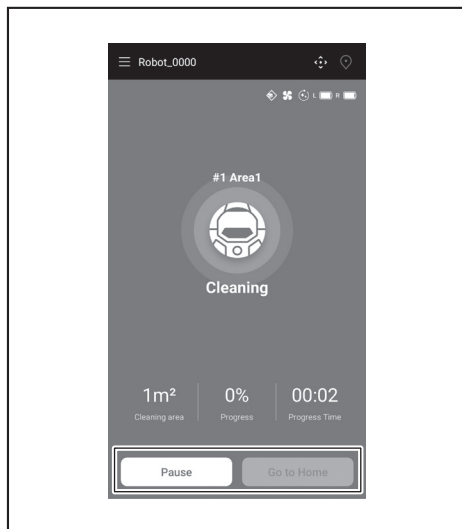 Robot_0000
L R
#1 Area1
Cleaning
1m² 0% 00:02
Cleaning area Progress Progress Time
Pause Go to Home